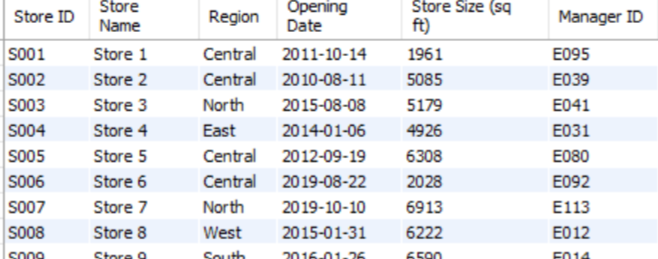 Store ID Store Name Region Opening Date Store Size (sq ft) Manager ID
S001 Store 1 Central 2011-10-14 1961 E095
S002 Store 2 Central 2010-08-11 5085 E039
S003 Store 3 North 2015-08-08 5179 E041
S004 Store 4 East 2014-01-06 4926 E031
S005 Store 5 Central 2012-09-19 6308 E080
S006 Store 6 Central 2019-08-22 2028 E092
S007 Store 7 North 2019-10-10 6913 E113
S008 Store 8 West 2015-01-31 6222 E012
S009 Store 9 South 2016-01-26 6590 E014